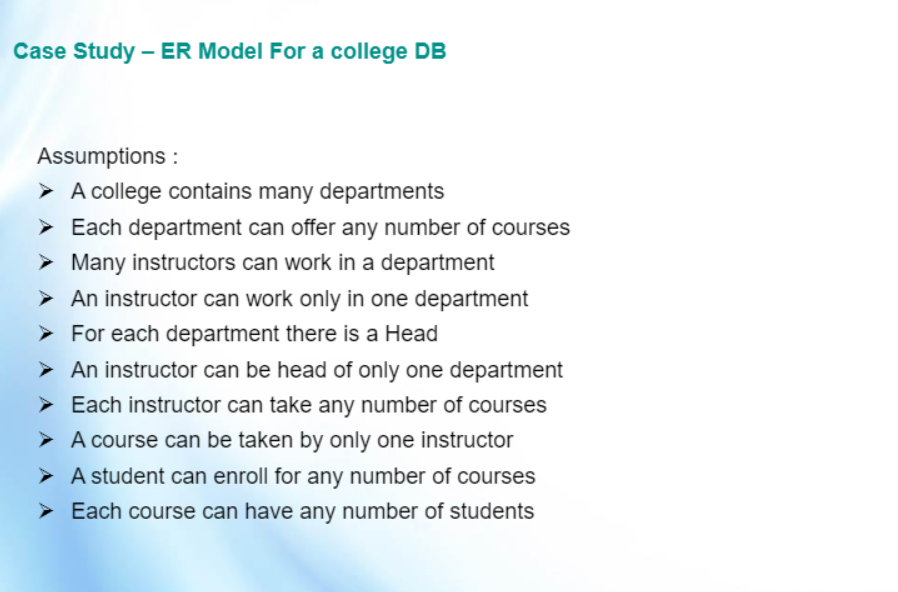 Case Study – ER Model For a college DB
Assumptions :
➢ A college contains many departments
➢ Each department can offer any number of courses
➢ Many instructors can work in a department
➢ An instructor can work only in one department
➢ For each department there is a Head
➢ An instructor can be head of only one department
➢ Each instructor can take any number of courses
➢ A course can be taken by only one instructor
➢ A student can enroll for any number of courses
➢ Each course can have any number of students